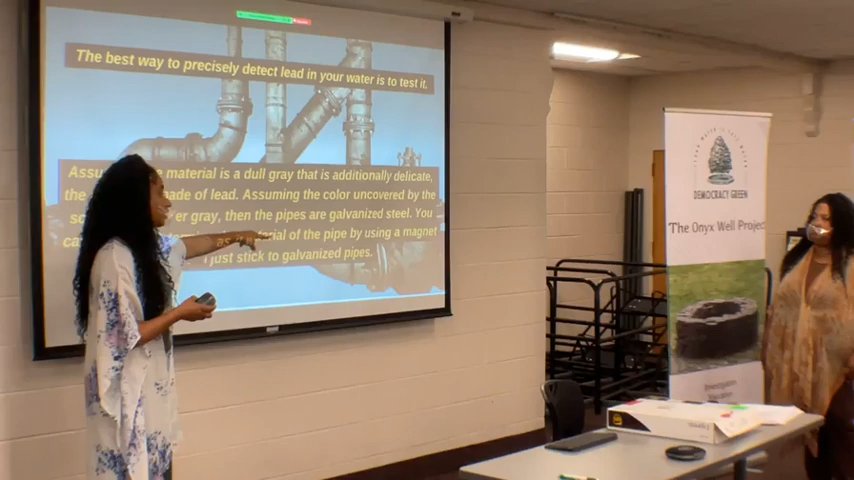 The best way to precisely detect lead in your water is to test it.
material is a dull gray that is additionally delicate,
made of lead. Assuming the color uncovered by the
er gray, then the pipes are galvanized steel. You
material of the pipe by using a magnet
just stick to galvanized pipes.
DEMOCRACY GREEN
The Onyx Well Project